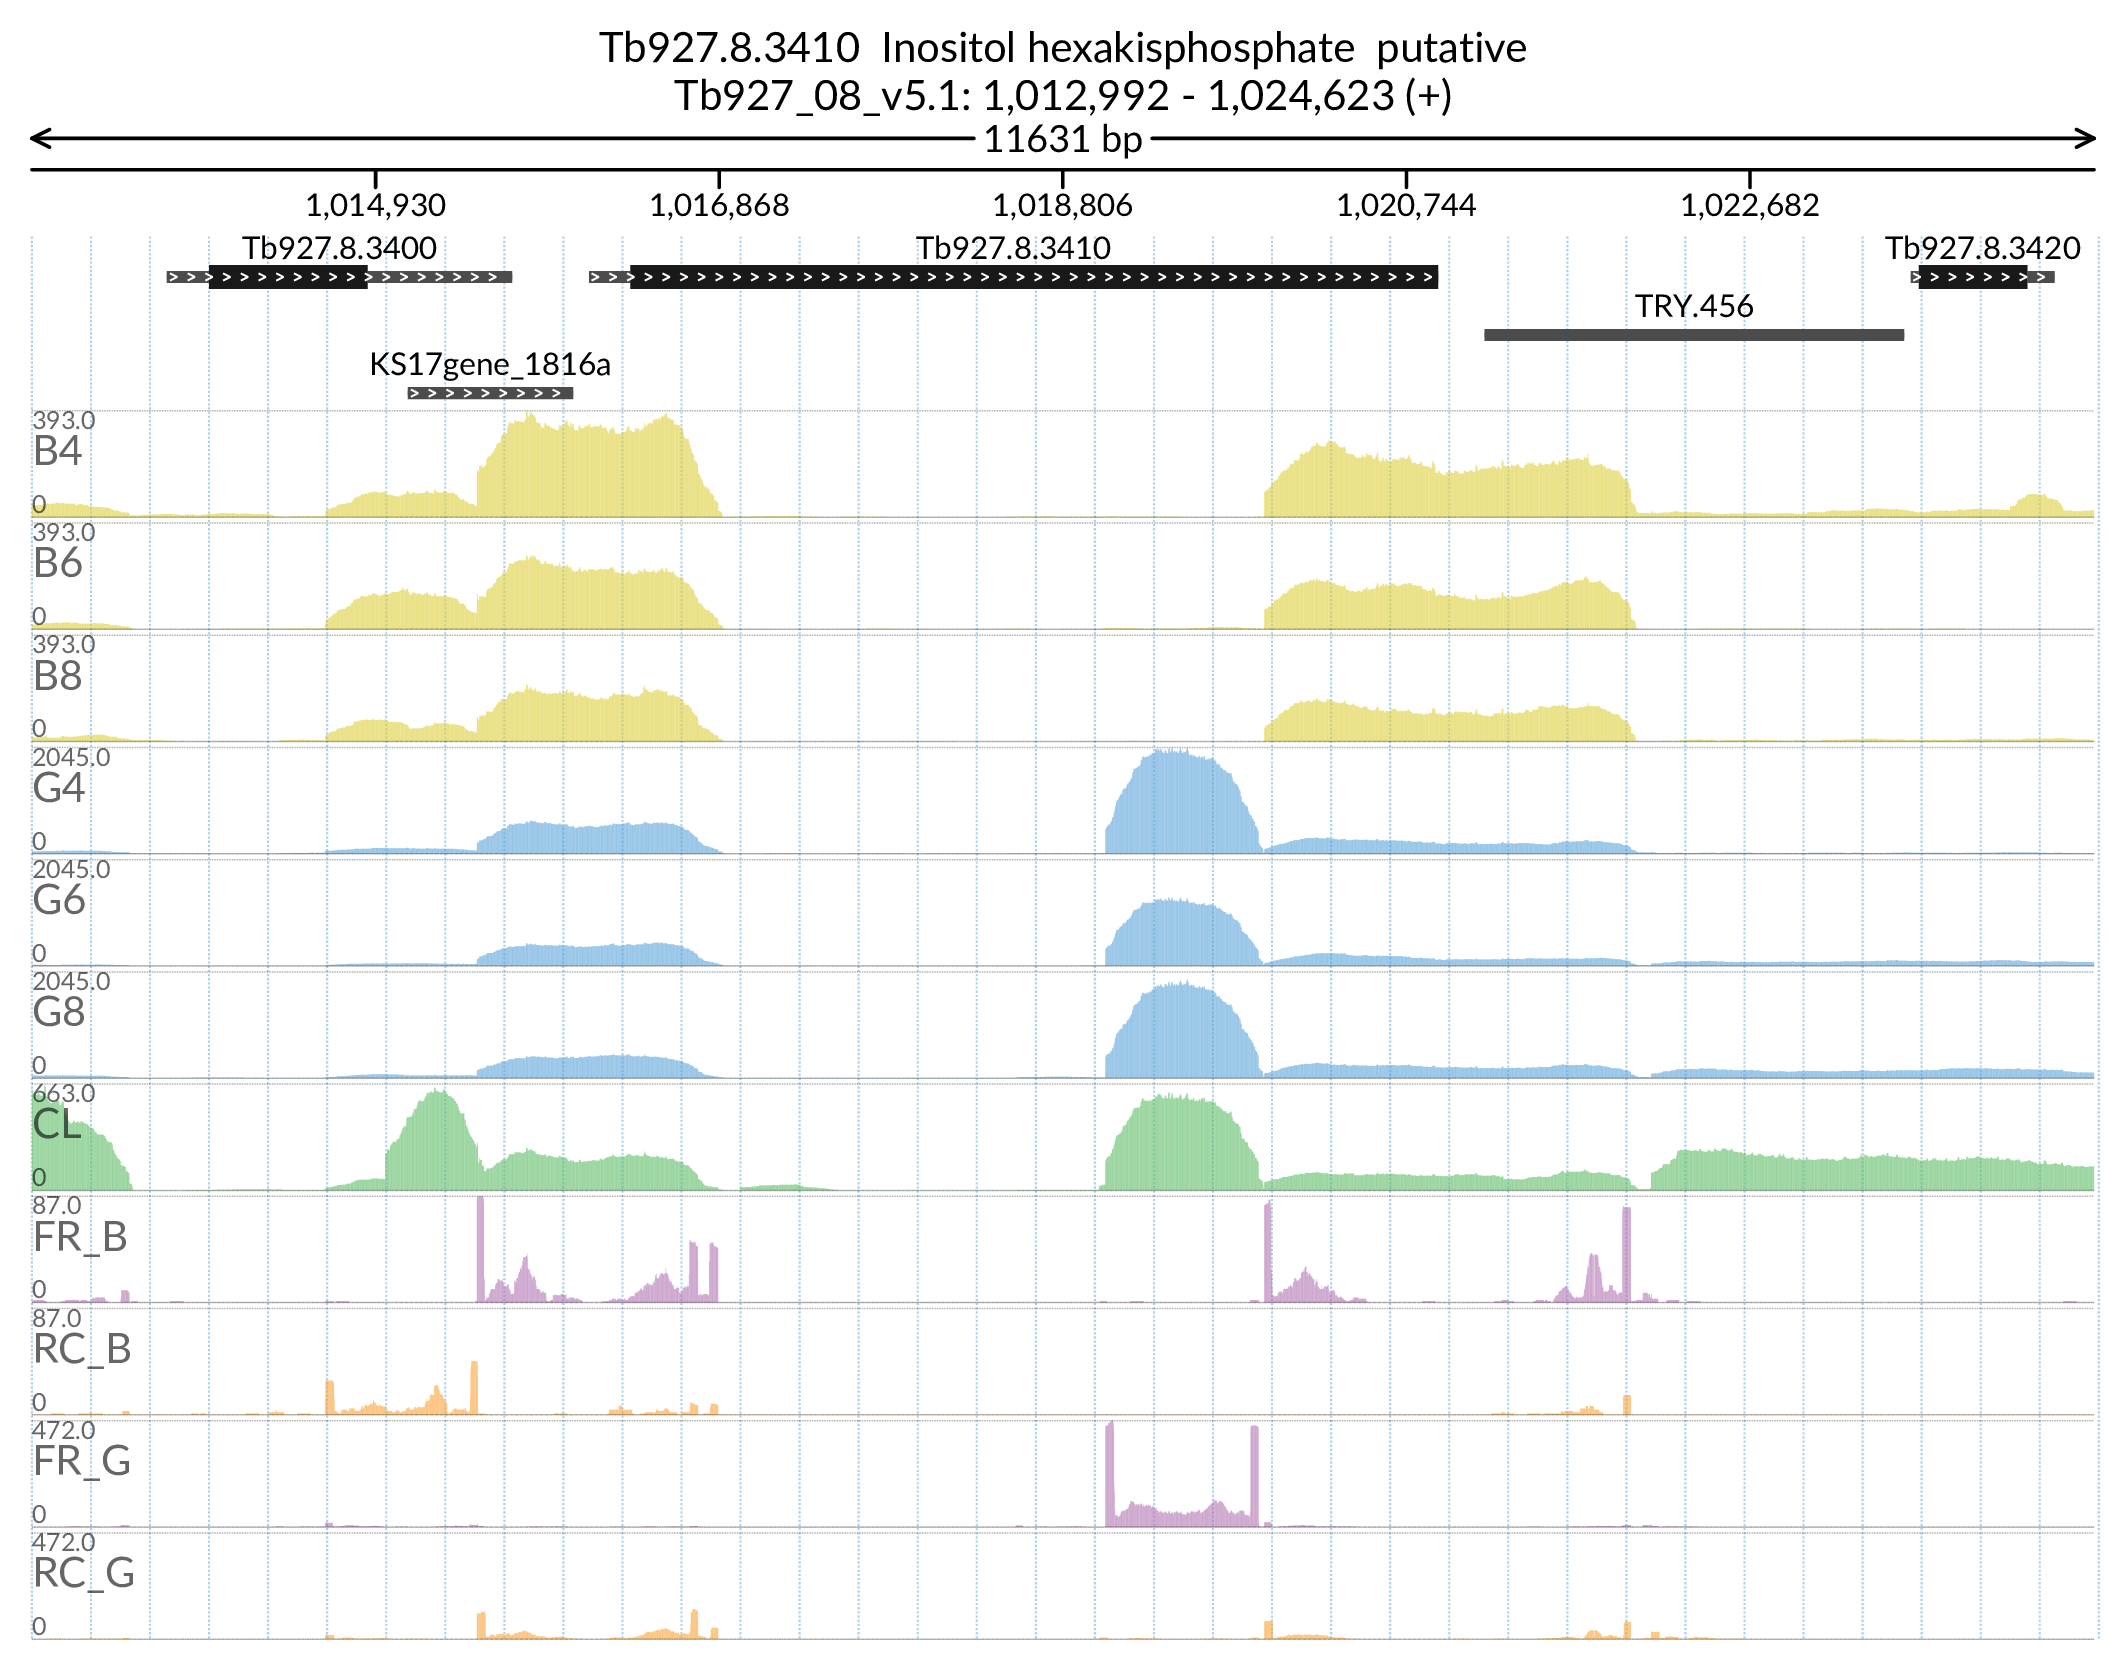 Tb927.8.3410  Inositol hexakisphosphate  putative
Tb927_08_v5.1: 1,012,992 - 1,024,623 (+)
11631 bp
1,014,930 1,016,868 1,018,806 1,020,744 1,022,682
Tb927.8.3400 Tb927.8.3410 Tb927.8.3420
TRY.456
KS17gene_1816a
393.0
B4
0
393.0
B6
0
393.0
B8
0
2045.0
G4
0
2045.0
G6
0
2045.0
G8
0
663.0
CL
0
87.0
FR_B
0
87.0
RC_B
0
472.0
FR_G
0
472.0
RC_G
0